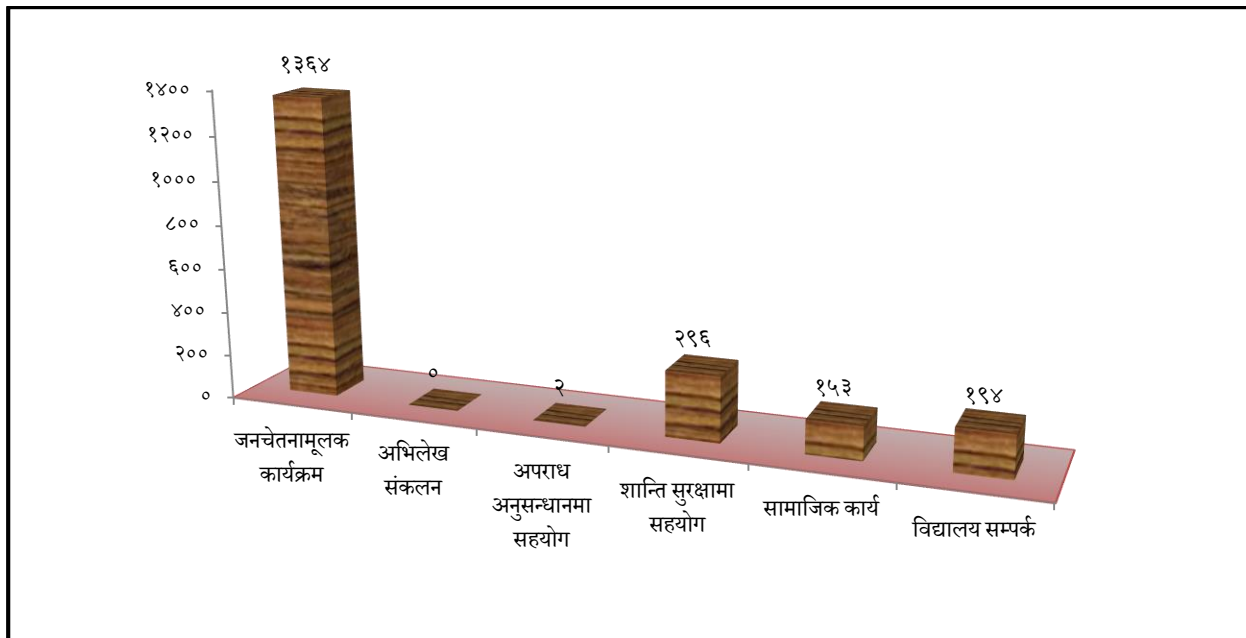 १३६४
१४००
१२००
१०००
८००
६००
४००
२००
०
०
२
२९६
१५३
१९४
जनचेतनामूलक
कार्यक्रम
अभिलेख
संकलन
अपराध
अनुसन्धानमा
सहयोग
शान्ति सुरक्षामा
सहयोग
सामाजिक कार्य
विद्यालय सम्पर्क